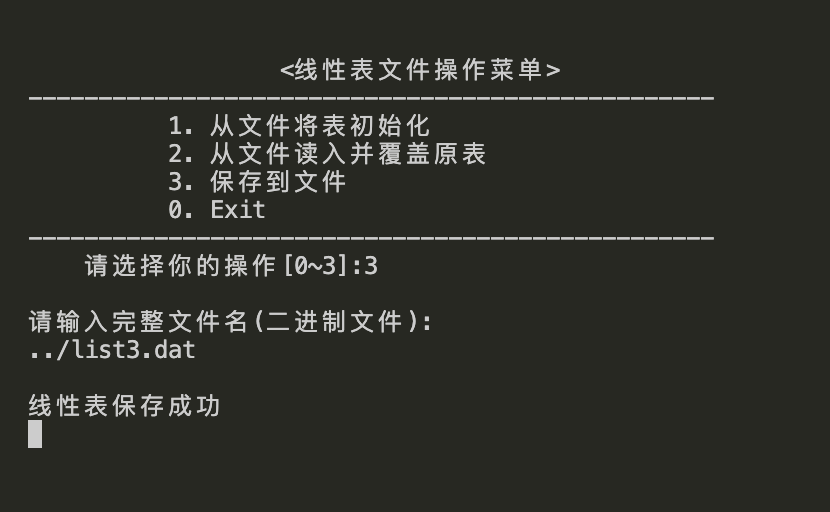 <线性表文件操作菜单>
-------------------------------------------------
1. 从文件将表初始化
2. 从文件读入并覆盖原表
3. 保存到文件
0. Exit
-------------------------------------------------
请选择你的操作[0~3]:3
请输入完整文件名(二进制文件):
../list3.dat
线性表保存成功